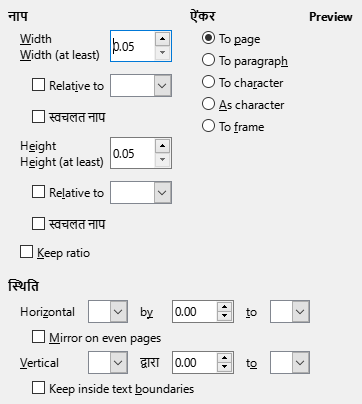 नाप ऐंकर Preview
Width
Width (at least) 0.05 To page
To paragraph
Relative to To character
As character
स्वचलत नाप To frame
Height
Height (at least) 0.05
Relative to
स्वचलत नाप
Keep ratio
स्थिति
Horizontal by 0.00 to
Mirror on even pages
Vertical द्वारा 0.00 to
Keep inside text boundaries